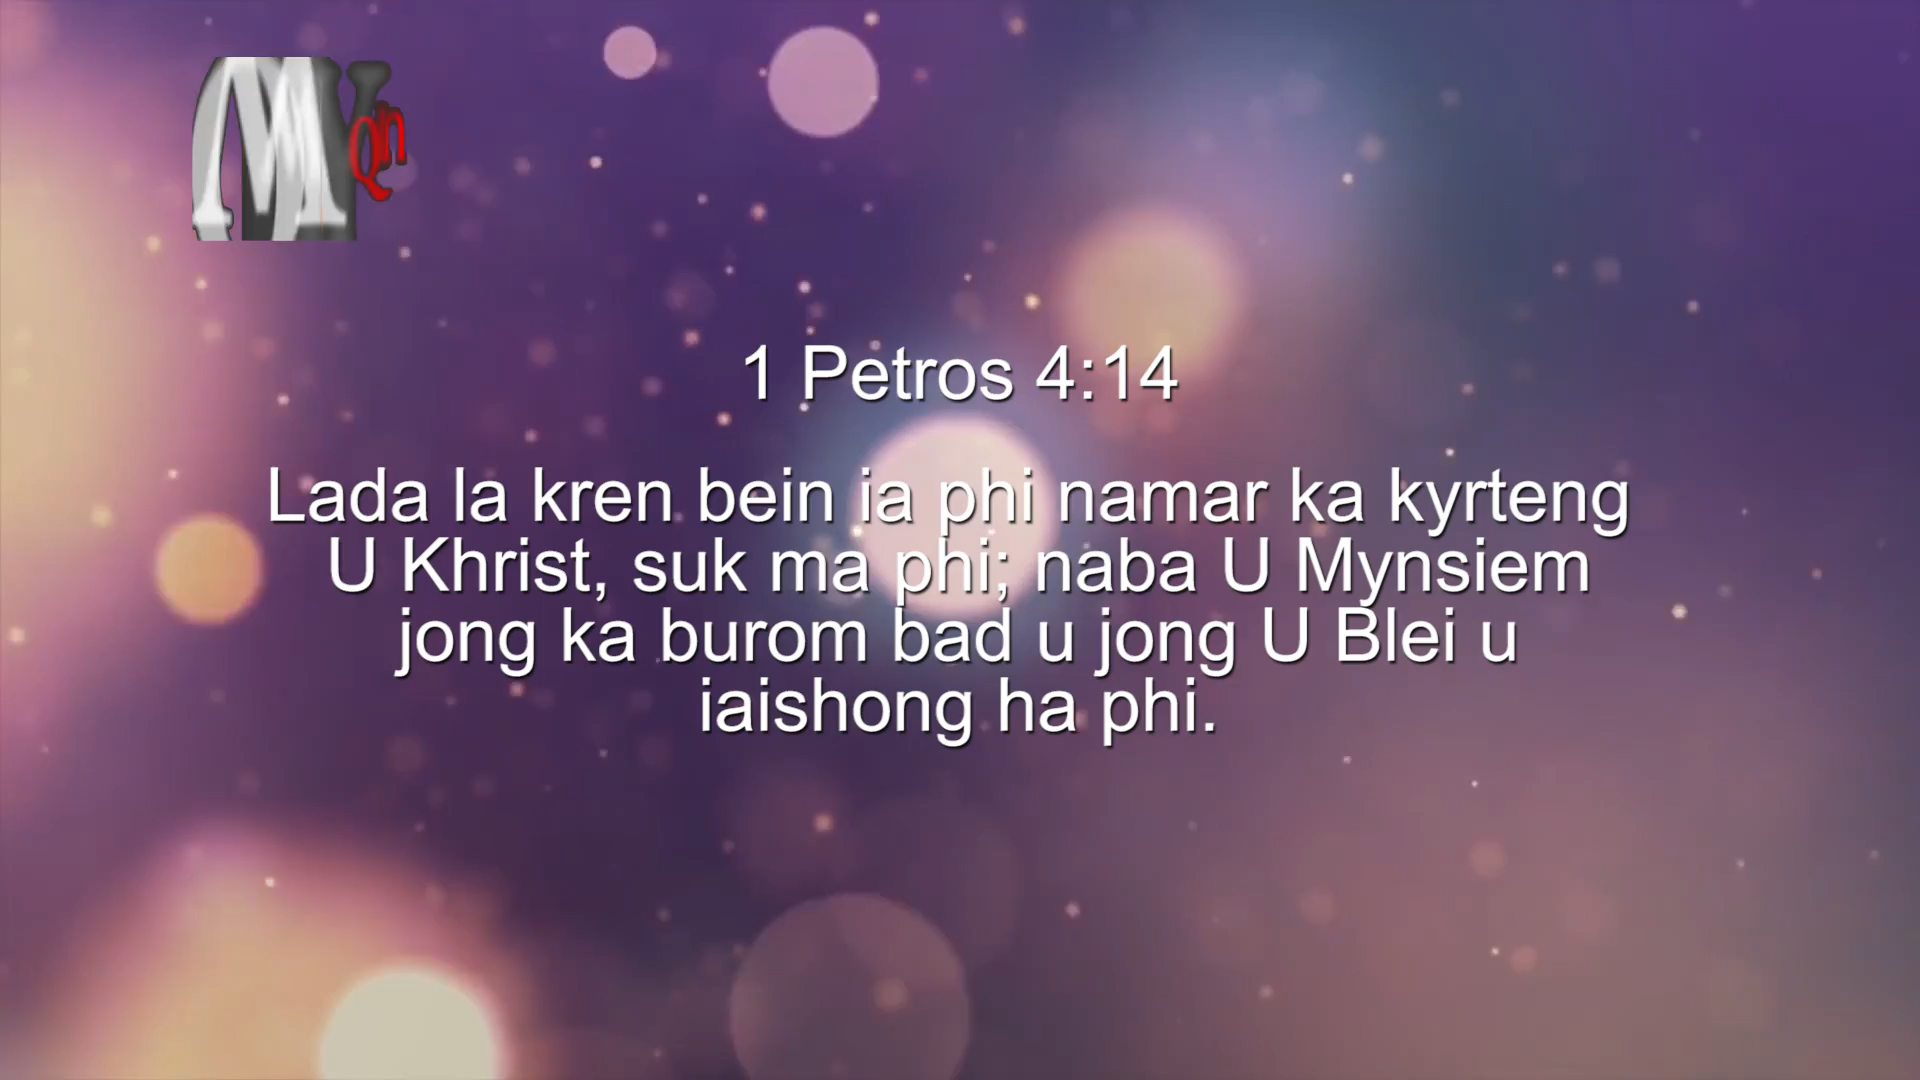 Qin
1 Petros 4:14
Lada la kren bein ia phi namar ka kyrteng
U Khrist, suk ma phi; naba U Mynsiem
jong ka burom bad u jong U Blei u
iaishong ha phi.